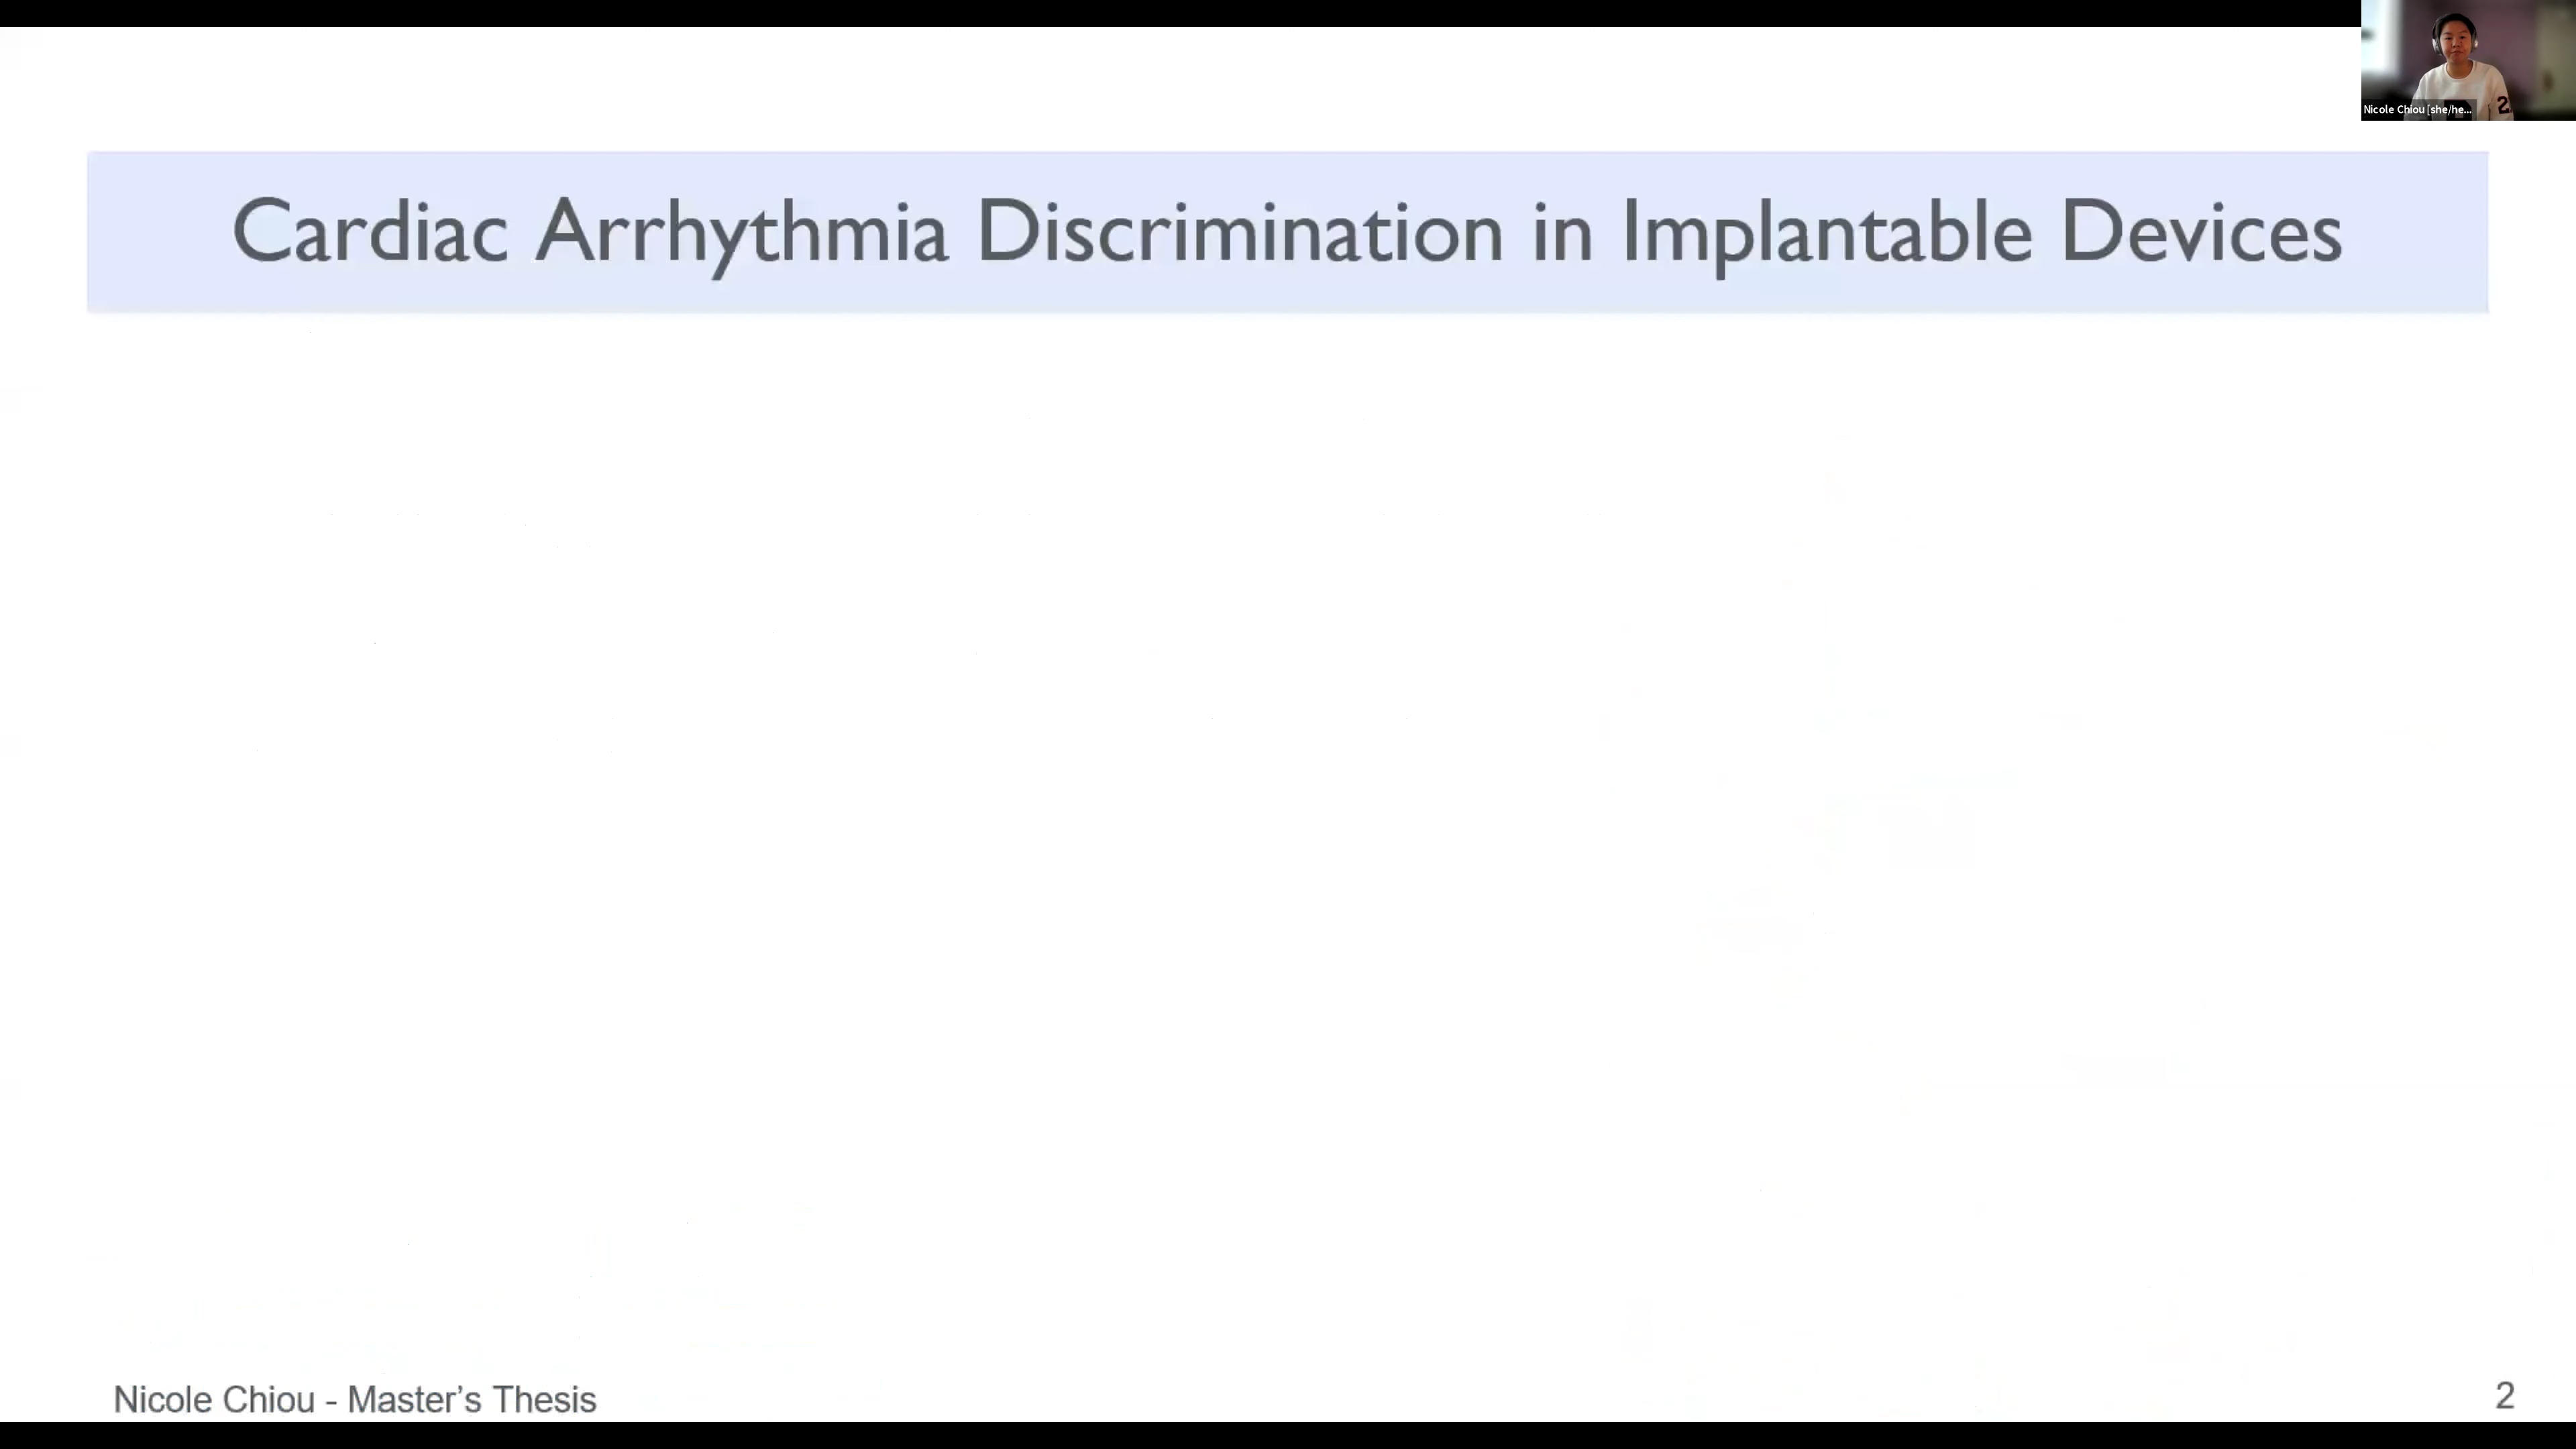 Nicole Chiou [she/he...
Cardiac Arrhythmia Discrimination in Implantable Devices
Nicole Chiou - Master's Thesis
2